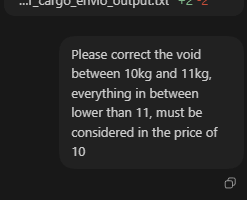 ...r_cargo_envio_output.txt +2 -2
Please correct the void
between 10kg and 11kg,
everything in between
lower than 11, must be
considered in the price of
10